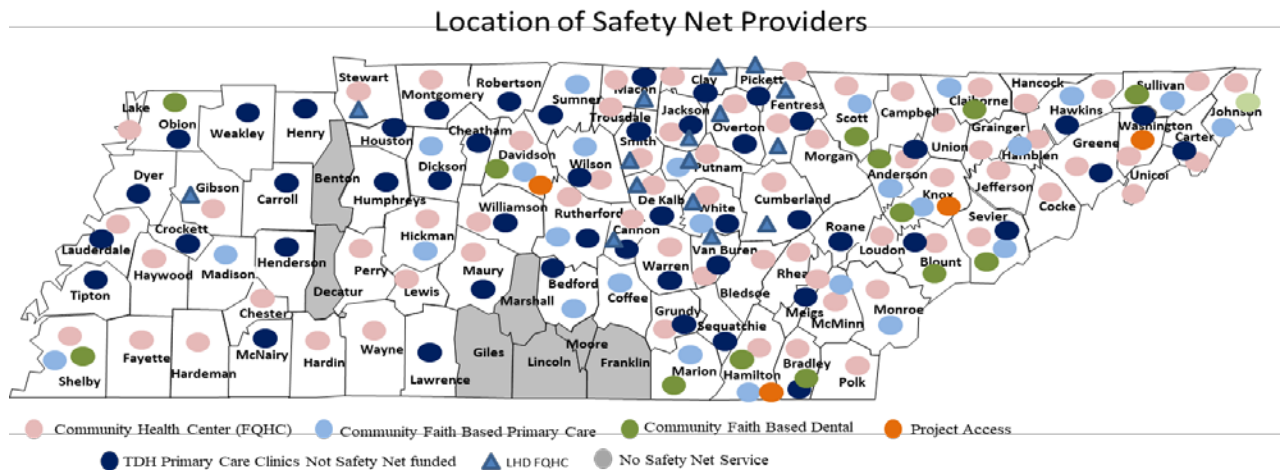 Location of Safety Net Providers
Stewart
Montgomery
Robertson
Sumner
Macon
Clay
Pickett
Hancock
Sullivan
Johnson
Lake
Obion
Weakley
Henry
Houston
Cheatham
Davidson
Trousdale
Jackson
Overton
Fentress
Scott
Campbell
Claiborne
Hawkins
Washington
Carter
Grainger
Hamblen
Greene
Unicoi
Dyer
Gibson
Carroll
Benton
Humphreys
Dickson
Wilson
Smith
Putnam
Morgan
Anderson
Union
Jefferson
Cocke
Crockett
Williamson
Rutherford
De Kalb
White
Cumberland
Knox
Sevier
Lauderdale
Haywood
Madison
Henderson
Decatur
Perry
Hickman
Lewis
Maury
Cannon
Warren
Van Buren
Roane
Loudon
Blount
Tipton
Chester
Marshall
Bedford
Coffee
Bledsoe
Rhea
Meigs
McMinn
Monroe
Grundy
Sequatchie
Shelby
Fayette
Hardeman
McNairy
Hardin
Wayne
Lawrence
Giles
Lincoln
Moore
Franklin
Marion
Hamilton
Bradley
Polk
Community Health Center (FQHC)
Community Faith Based Primary Care
Community Faith Based Dental
Project Access
TDH Primary Care Clinics Not Safety Net funded
LHD FQHC
No Safety Net Service